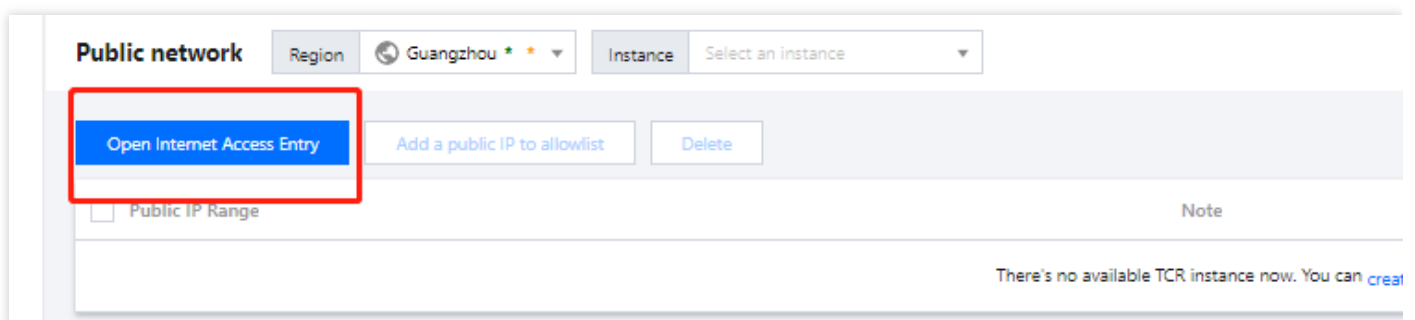 Public network Region Guangzhou * * Instance Select an instance
Open Internet Access Entry Add a public IP to allowlist Delete
Public IP Range Note
There's no available TCR instance now. You can creat